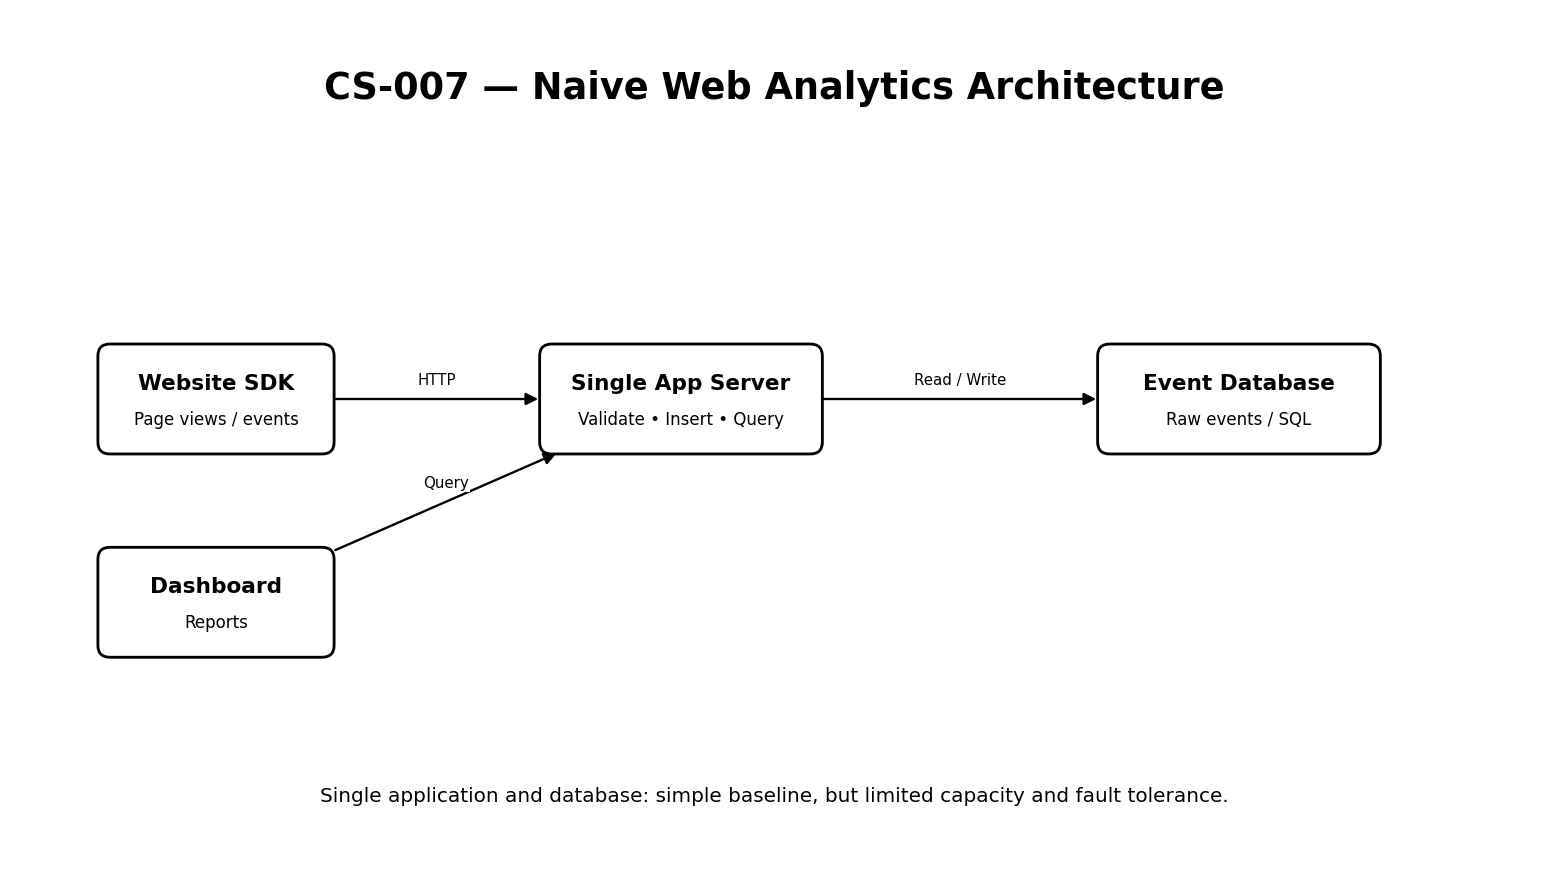 CS-007 — Naive Web Analytics Architecture
Website SDK
Page views / events
HTTP
Single App Server
Validate • Insert • Query
Read / Write
Event Database
Raw events / SQL
Query
Dashboard
Reports
Single application and database: simple baseline, but limited capacity and fault tolerance.